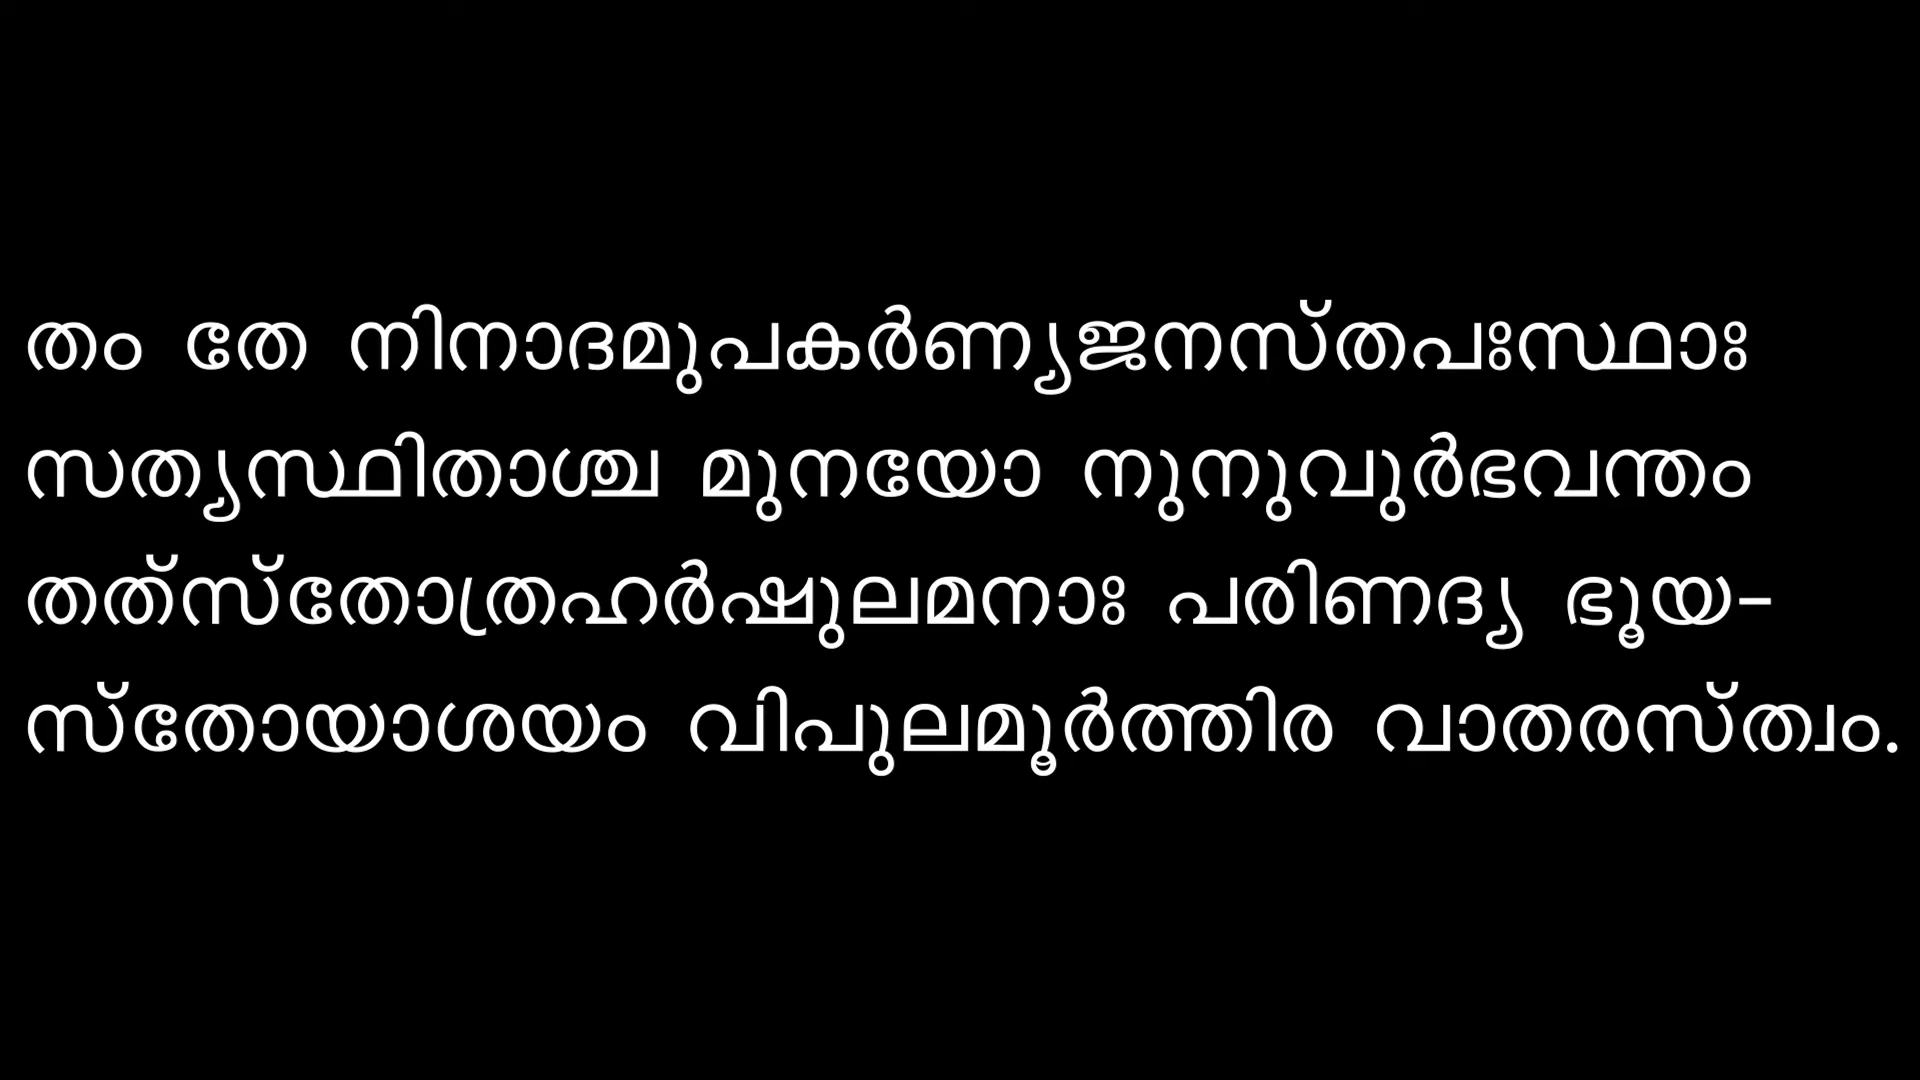 തം തേ നിനാദമുപകർണ്യജനസ്തപഃസ്ഥാഃ
സത്യസ്ഥിതാശ്ച മുനയോ നുനുവുർഭവന്തം
തത്സ്തോത്രഹർഷുലമനാഃ പരിണദ്യ ഭൂയ-
സ്തോയാശയം വിപുലമൂർത്തിര വാതരസ്ത്വം.